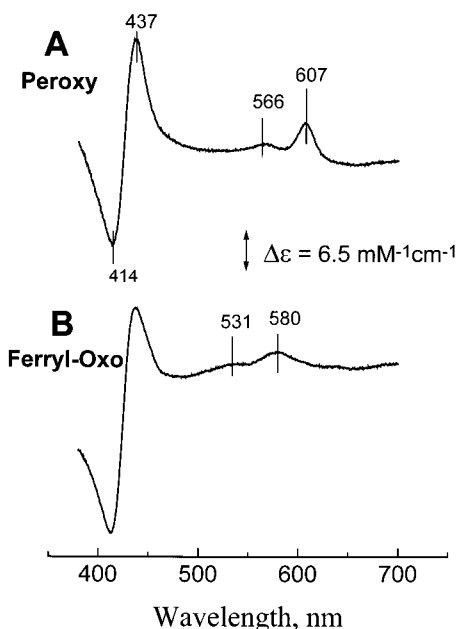 437
A
607
Peroxy
566
Δε = 6.5 mM-1cm-1
414
B
531
580
Ferryl-Oxo
400
500
600
700
Wavelength, nm